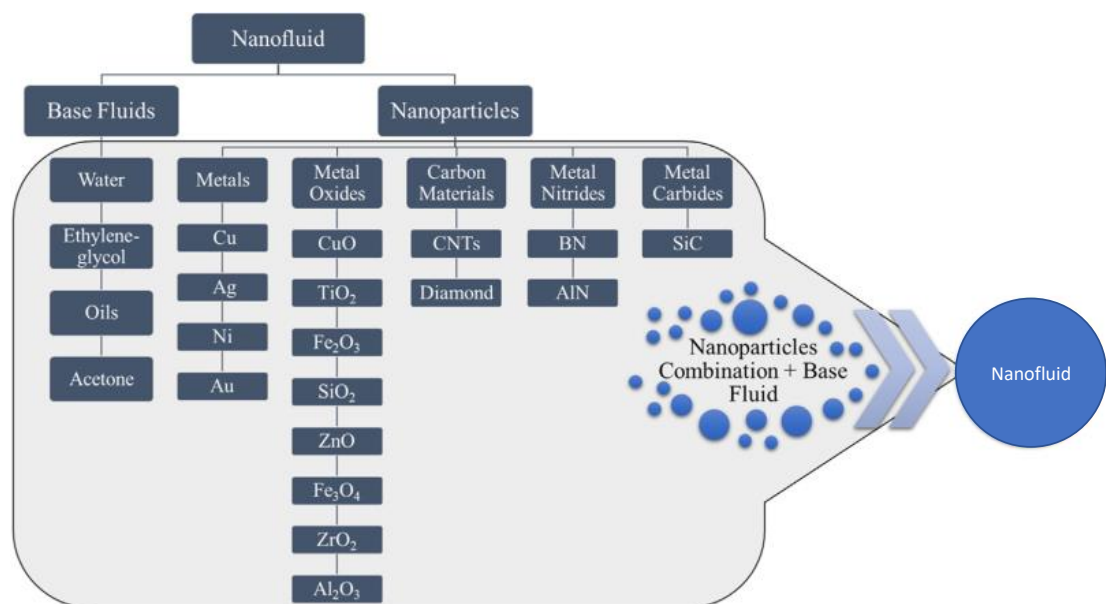 Nanofluid
Base Fluids
Nanoparticles
Water
Metals
Metal
Oxides
Carbon
Materials
Metal
Nitrides
Metal
Carbides
Ethylene-
glycol
Cu
CuO
CNTs
BN
SiC
Oils
Ag
TiO₂
Diamond
AlN
Acetone
Ni
Fe₂O₃
Au
SiO₂
ZnO
Fe₃O₄
ZrO₂
Al₂O₃
Nanoparticles
Combination + Base
Fluid
Nanofluid